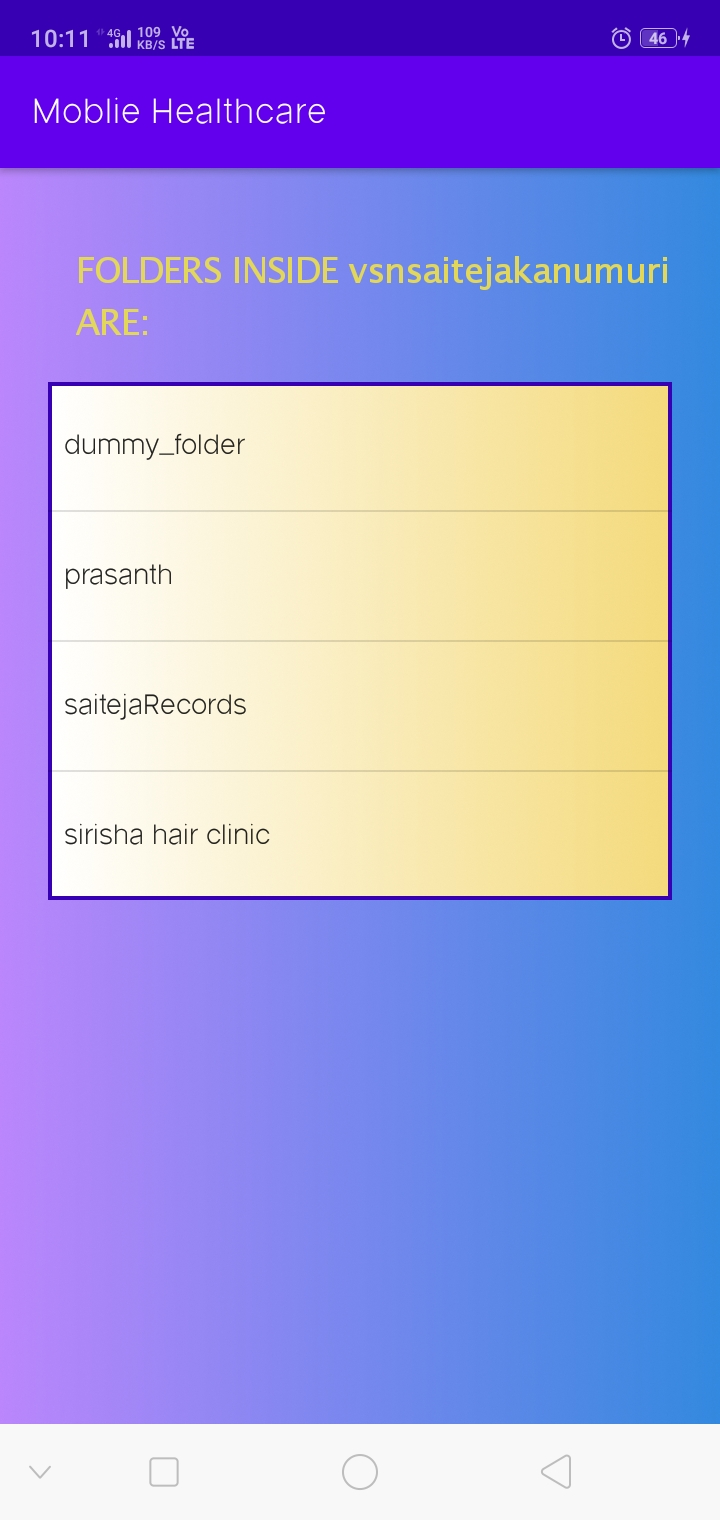 10:11 4G 109 KB/S Vo LTE 46
Moblie Healthcare
FOLDERS INSIDE vsnsaitejakanumuri
ARE:
dummy_folder
prasanth
saitejaRecords
sirisha hair clinic